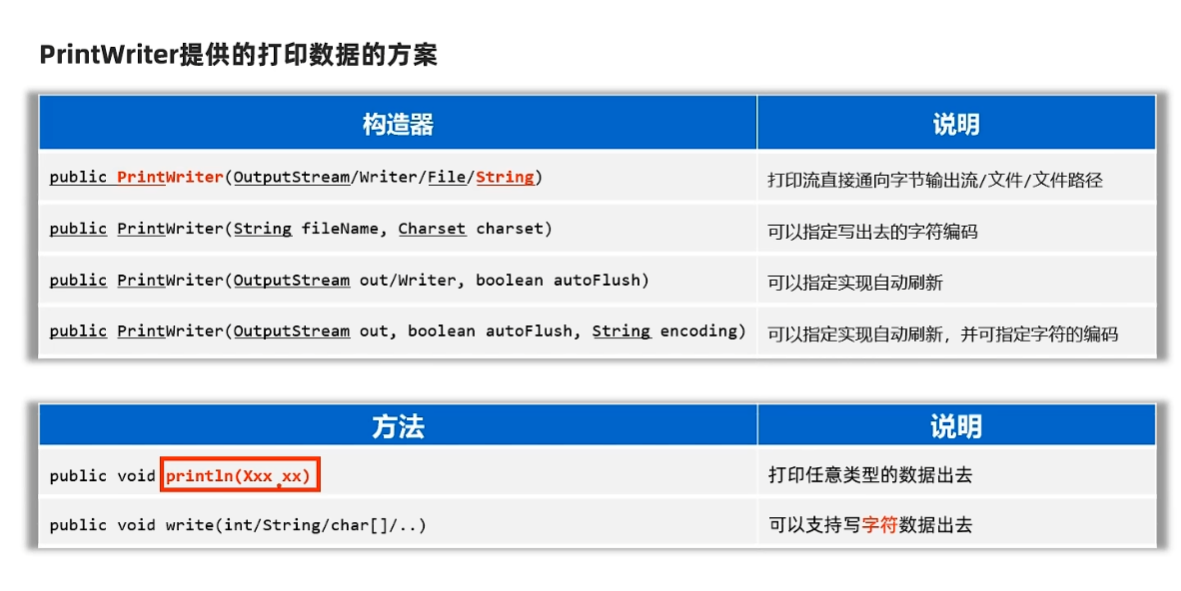 PrintWriter提供的打印数据的方案
构造器 说明
public PrintWriter(OutputStream/Writer/File/String) 打印流直接通向字节输出流/文件/文件路径
public PrintWriter(String fileName, Charset charset) 可以指定写出去的字符编码
public PrintWriter(OutputStream out/Writer, boolean autoFlush) 可以指定实现自动刷新
public PrintWriter(OutputStream out, boolean autoFlush, String encoding) 可以指定实现自动刷新，并可指定字符的编码
方法 说明
public void println(Xxx xx) 打印任意类型的数据出去
public void write(int/String/char[]/..) 可以支持写字符数据出去